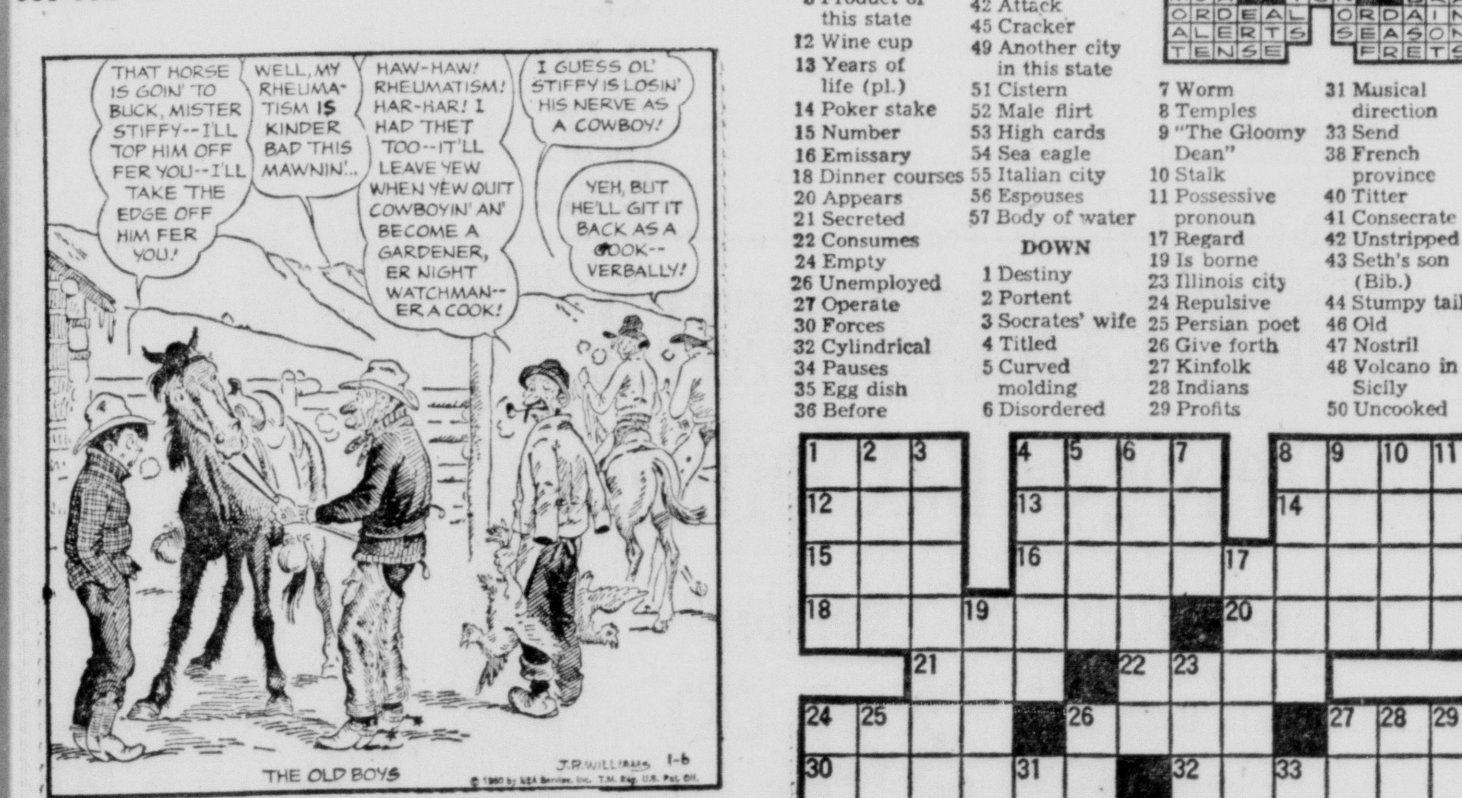 THAT HORSE
IS GOIN' TO
BUCK, MISTER
STIFFY--I'LL
TOP HIM OFF
FER YOU--I'LL
TAKE THE
EDGE OFF
HIM FER
YOU!
WELL, MY
RHEUMA-
TISM IS
KINDER
BAD THIS
MAWNIN'...
HAW-HAW!
RHEUMATISM!
HAR-HAR! I
HAD THET
TOO--IT'LL
LEAVE YEW
WHEN YEW QUIT
COWBOYIN' AN'
BECOME A
GARDENER,
ER NIGHT
WATCHMAN--
ER A COOK!
I GUESS OL'
STIFFY IS LOSIN'
HIS NERVE AS
A COWBOY!
YEH, BUT
HE'LL GIT IT
BACK AS A
COOK--
VERBALLY!
THE OLD BOYS
J.R.WILLIAMS 1-6
© 1960 by NEA Service, Inc. T.M. Reg. U.S. Pat. Off.
8 Product of
this state
12 Wine cup
13 Years of
life (pl.)
14 Poker stake
15 Number
16 Emissary
18 Dinner courses
20 Appears
21 Secreted
22 Consumes
24 Empty
26 Unemployed
27 Operate
30 Forces
32 Cylindrical
34 Pauses
35 Egg dish
36 Before
42 Attack
45 Cracker
49 Another city
in this state
51 Cistern
52 Male flirt
53 High cards
54 Sea eagle
55 Italian city
56 Espouses
57 Body of water
DOWN
1 Destiny
2 Portent
3 Socrates' wife
4 Titled
5 Curved
molding
6 Disordered
7 Worm
8 Temples
9 "The Gloomy
Dean"
10 Stalk
11 Possessive
pronoun
17 Regard
19 Is borne
23 Illinois city
24 Repulsive
25 Persian poet
26 Give forth
27 Kinfolk
28 Indians
29 Profits
31 Musical
direction
33 Send
38 French
province
40 Titter
41 Consecrate
42 Unstripped
43 Seth's son
(Bib.)
44 Stumpy tail
46 Old
47 Nostril
48 Volcano in
Sicily
50 Uncooked
ORDEAL ORDAIN
ALERTS SEASON
TENSE FRETS
1 2 3 4 5 6 7 8 9 10 11
12 13 14
15 16 17
18 19 20
21 22 23
24 25 26 27 28 29
30 31 32 33